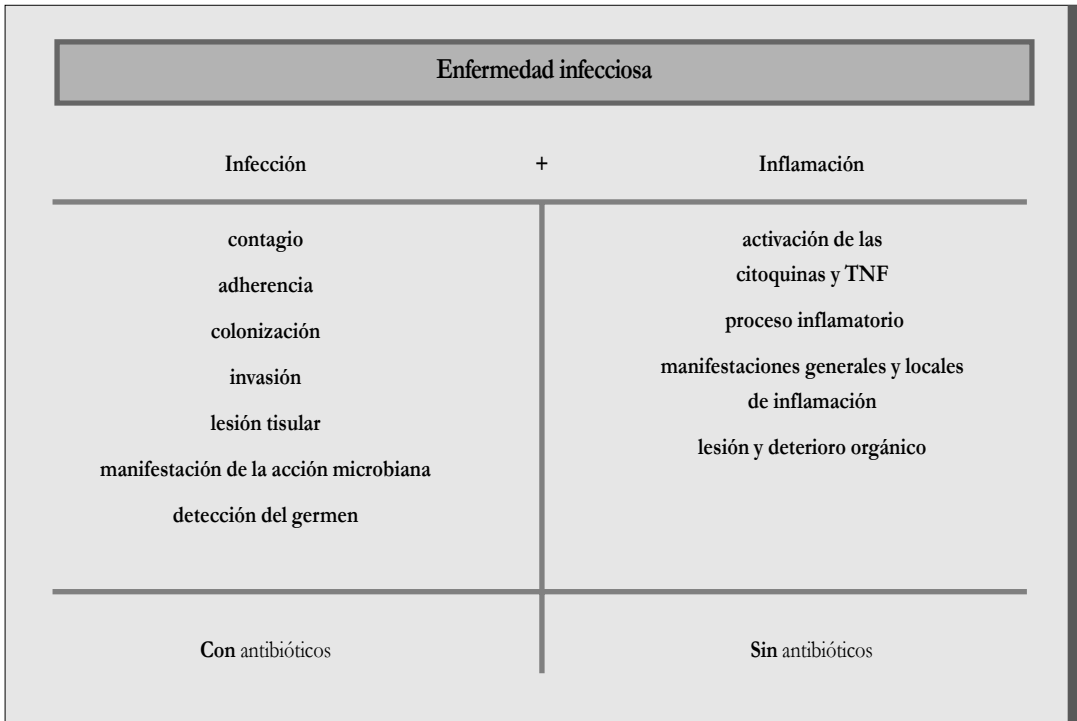 Enfermedad infecciosa
Infección + Inflamación
contagio
adherencia
colonización
invasión
lesión tisular
manifestación de la acción microbiana
detección del germen
activación de las
citoquinas y TNF
proceso inflamatorio
manifestaciones generales y locales
de inflamación
lesión y deterioro orgánico
Con antibióticos
Sin antibióticos